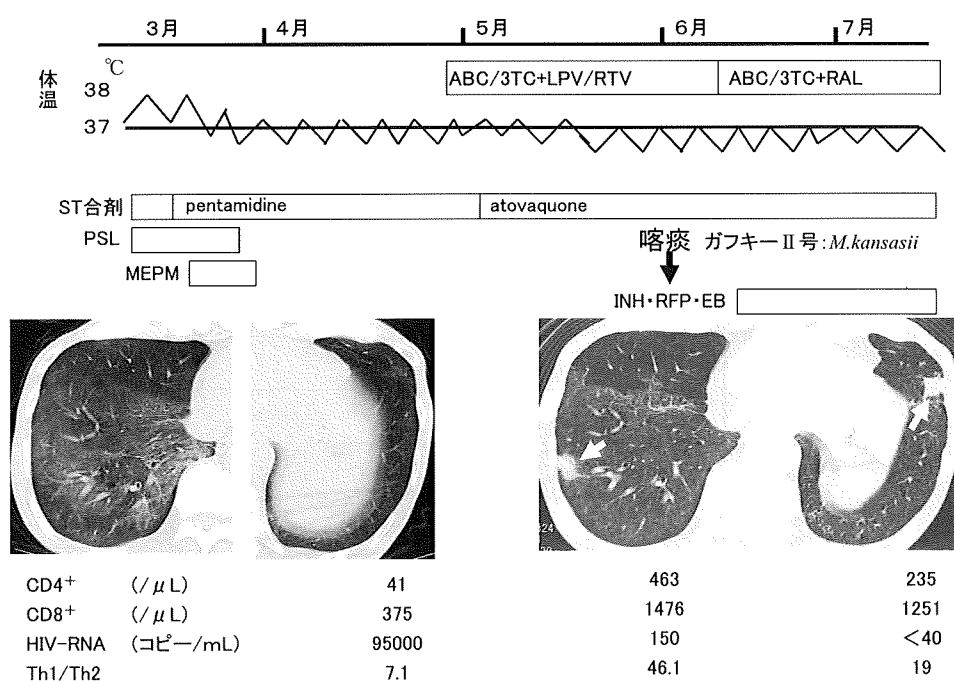 3月 4月 5月 6月 7月
℃
体温
38
37
ABC/3TC+LPV/RTV ABC/3TC+RAL
ST合剤 pentamidine atovaquone
PSL
MEPM
喀痰 ガフキーⅡ号:M.kansasii
INH・RFP・EB
24
CD4+ (/μL) 41 463 235
CD8+ (/μL) 375 1476 1251
HIV-RNA (コピー/mL) 95000 150 <40
Th1/Th2 7.1 46.1 19